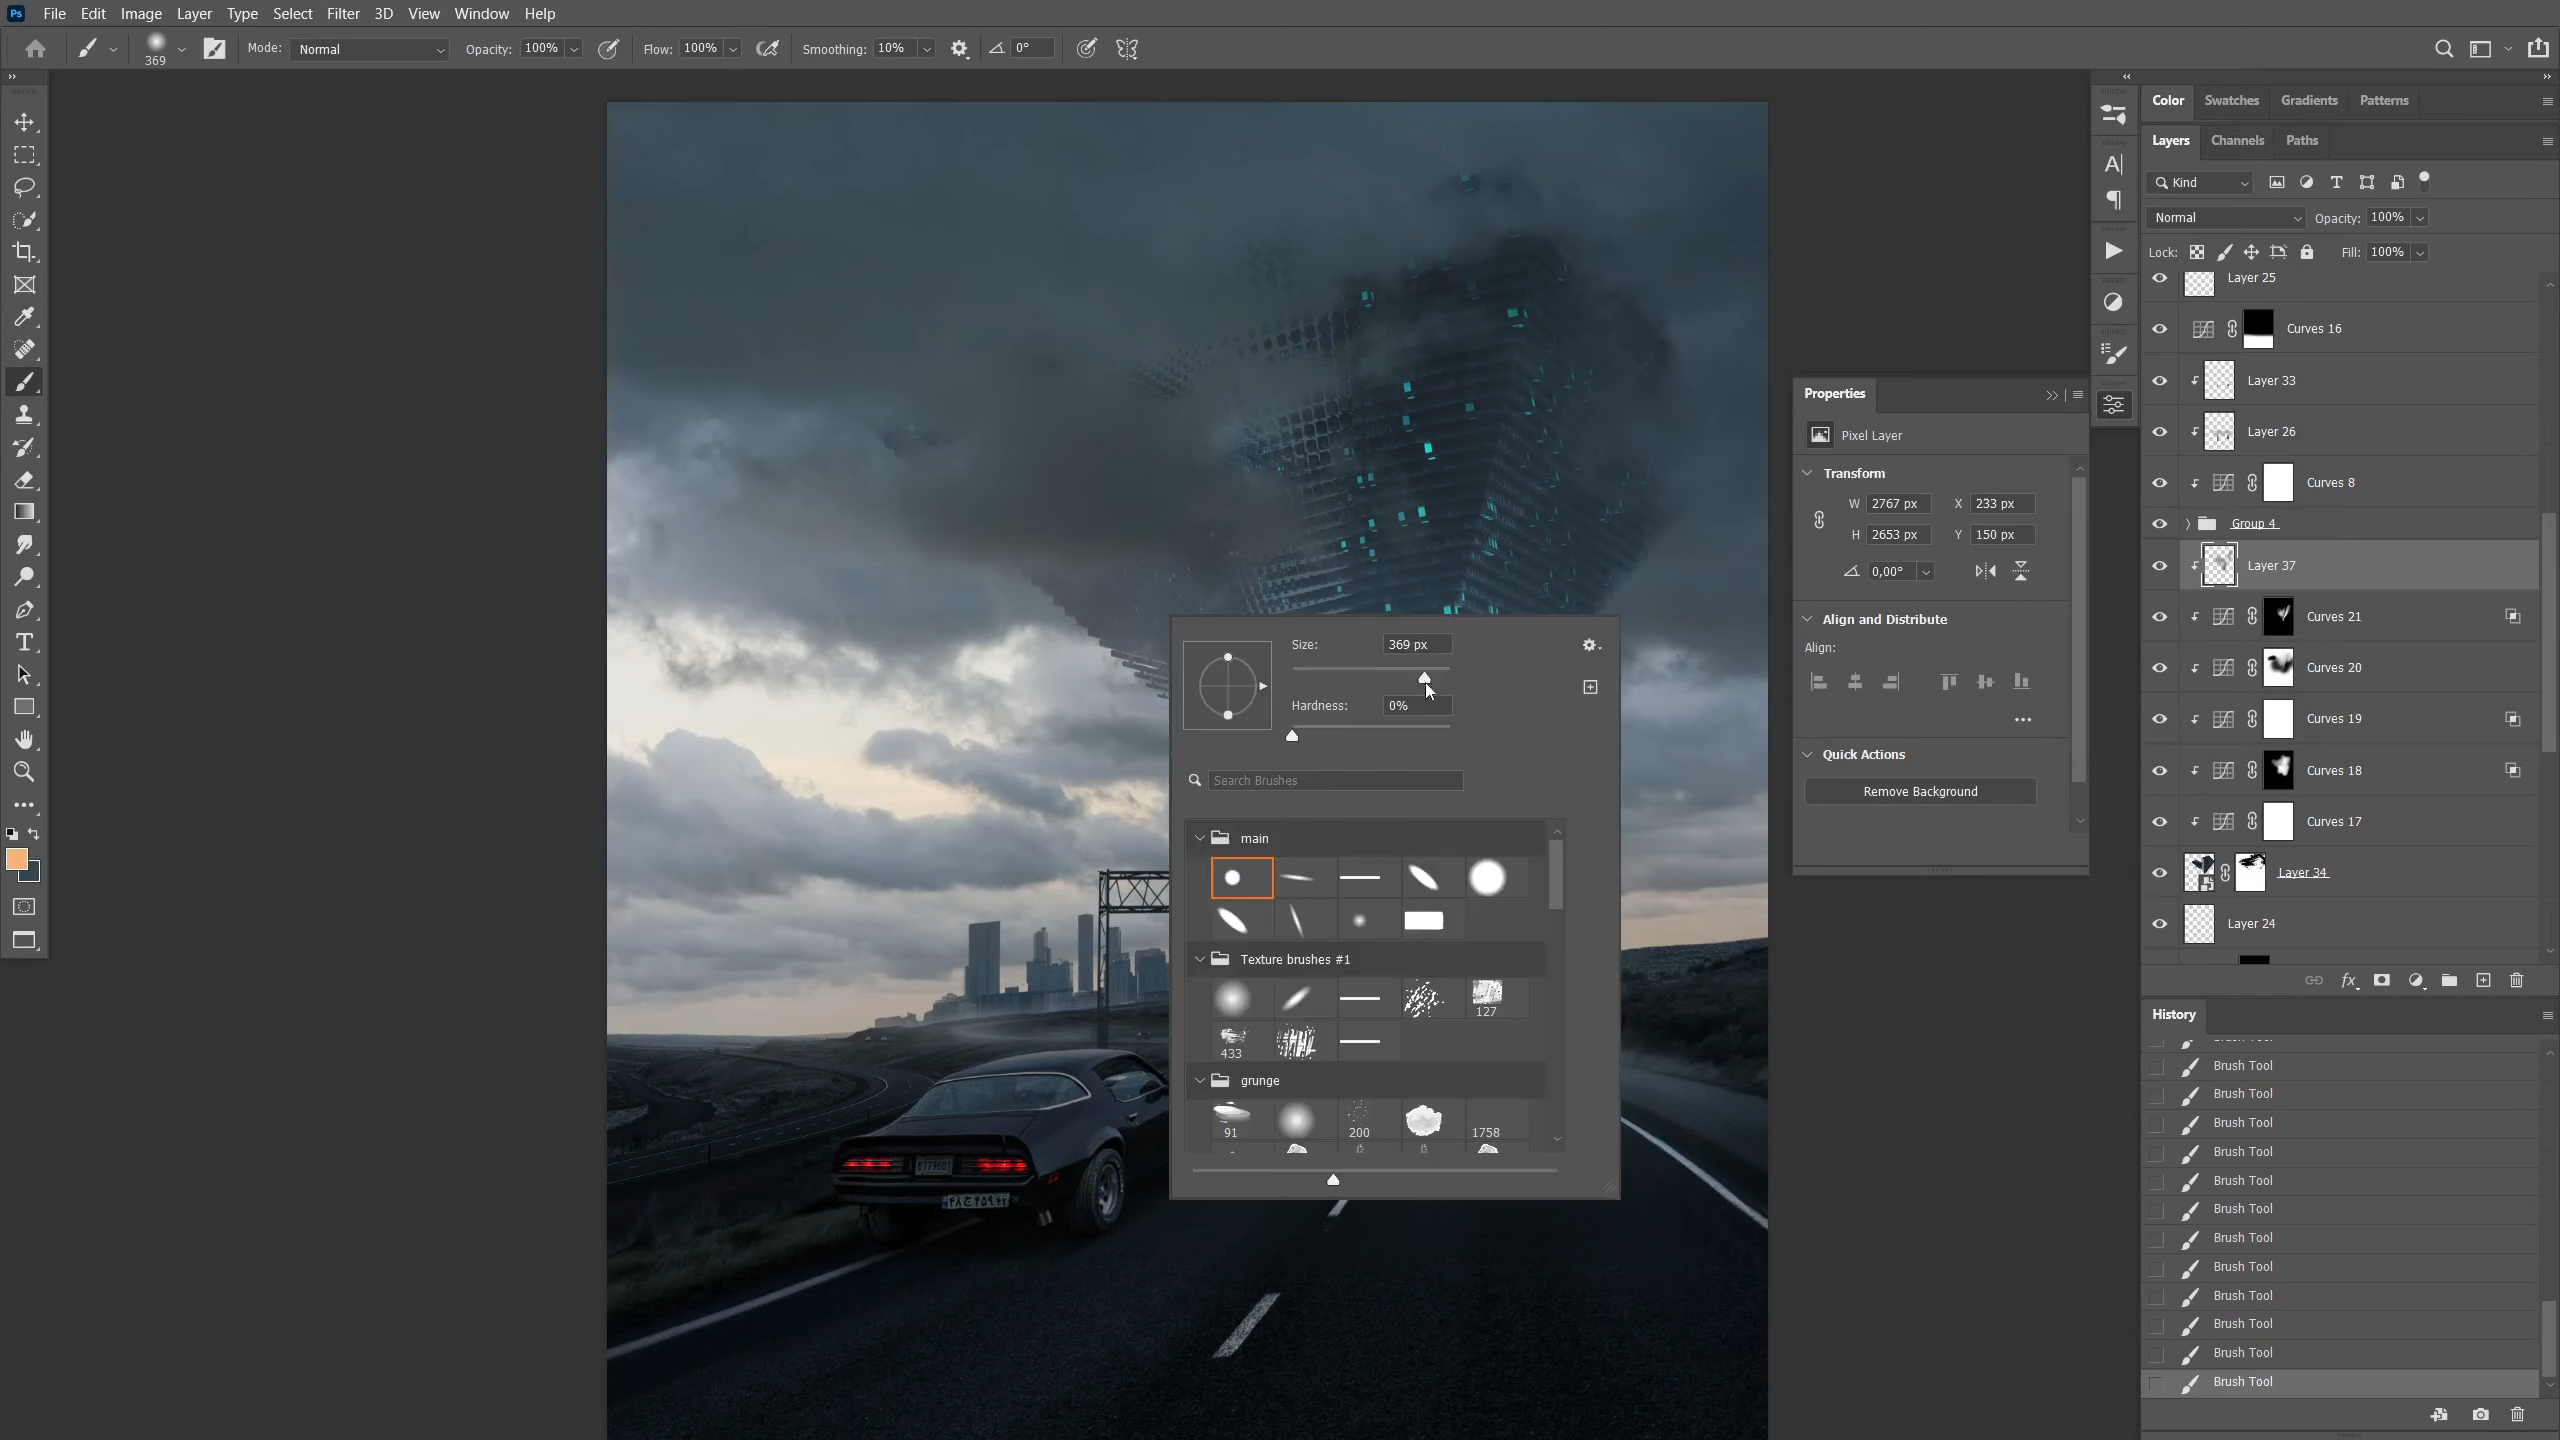 Ps File Edit Image Layer Type Select Filter 3D View Window Help
369 Mode: Normal Opacity: 100% Flow: 100% Smoothing: 10% 0°
Color Swatches Gradients Patterns
Layers Channels Paths
Kind
Normal Opacity: 100%
Lock: Fill: 100%
Layer 25
Curves 16
Layer 33
Layer 26
Curves 8
Group 4
Layer 37
Curves 21
Curves 20
Curves 19
Curves 18
Curves 17
Layer 34
Layer 24
fx
History
Brush Tool
Brush Tool
Brush Tool
Brush Tool
Brush Tool
Brush Tool
Brush Tool
Brush Tool
Brush Tool
Brush Tool
Brush Tool
Brush Tool
Properties
Pixel Layer
Transform
W 2767 px X 233 px
H 2653 px Y 150 px
0,00°
Align and Distribute
Align:
Quick Actions
Remove Background
Size: 369 px
Hardness: 0%
Search Brushes
main
Texture brushes #1
127
433
grunge
91 200 1758